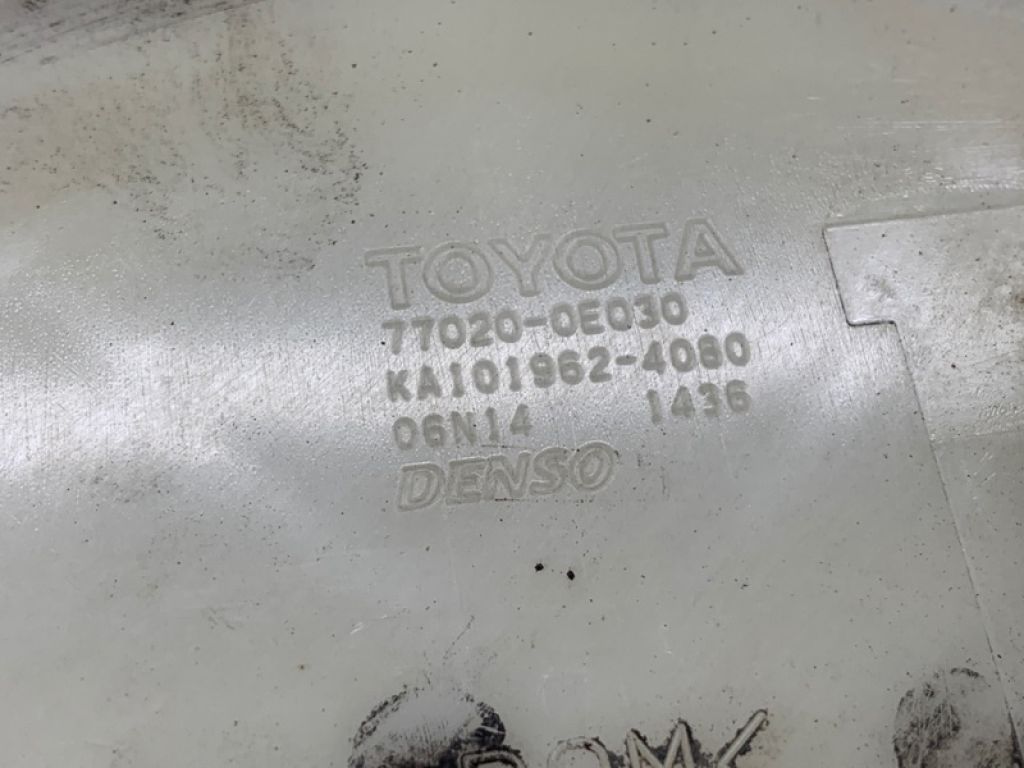 TOYOTA
77020-0E030
KA101962-4080
06N14 1436
DENSO